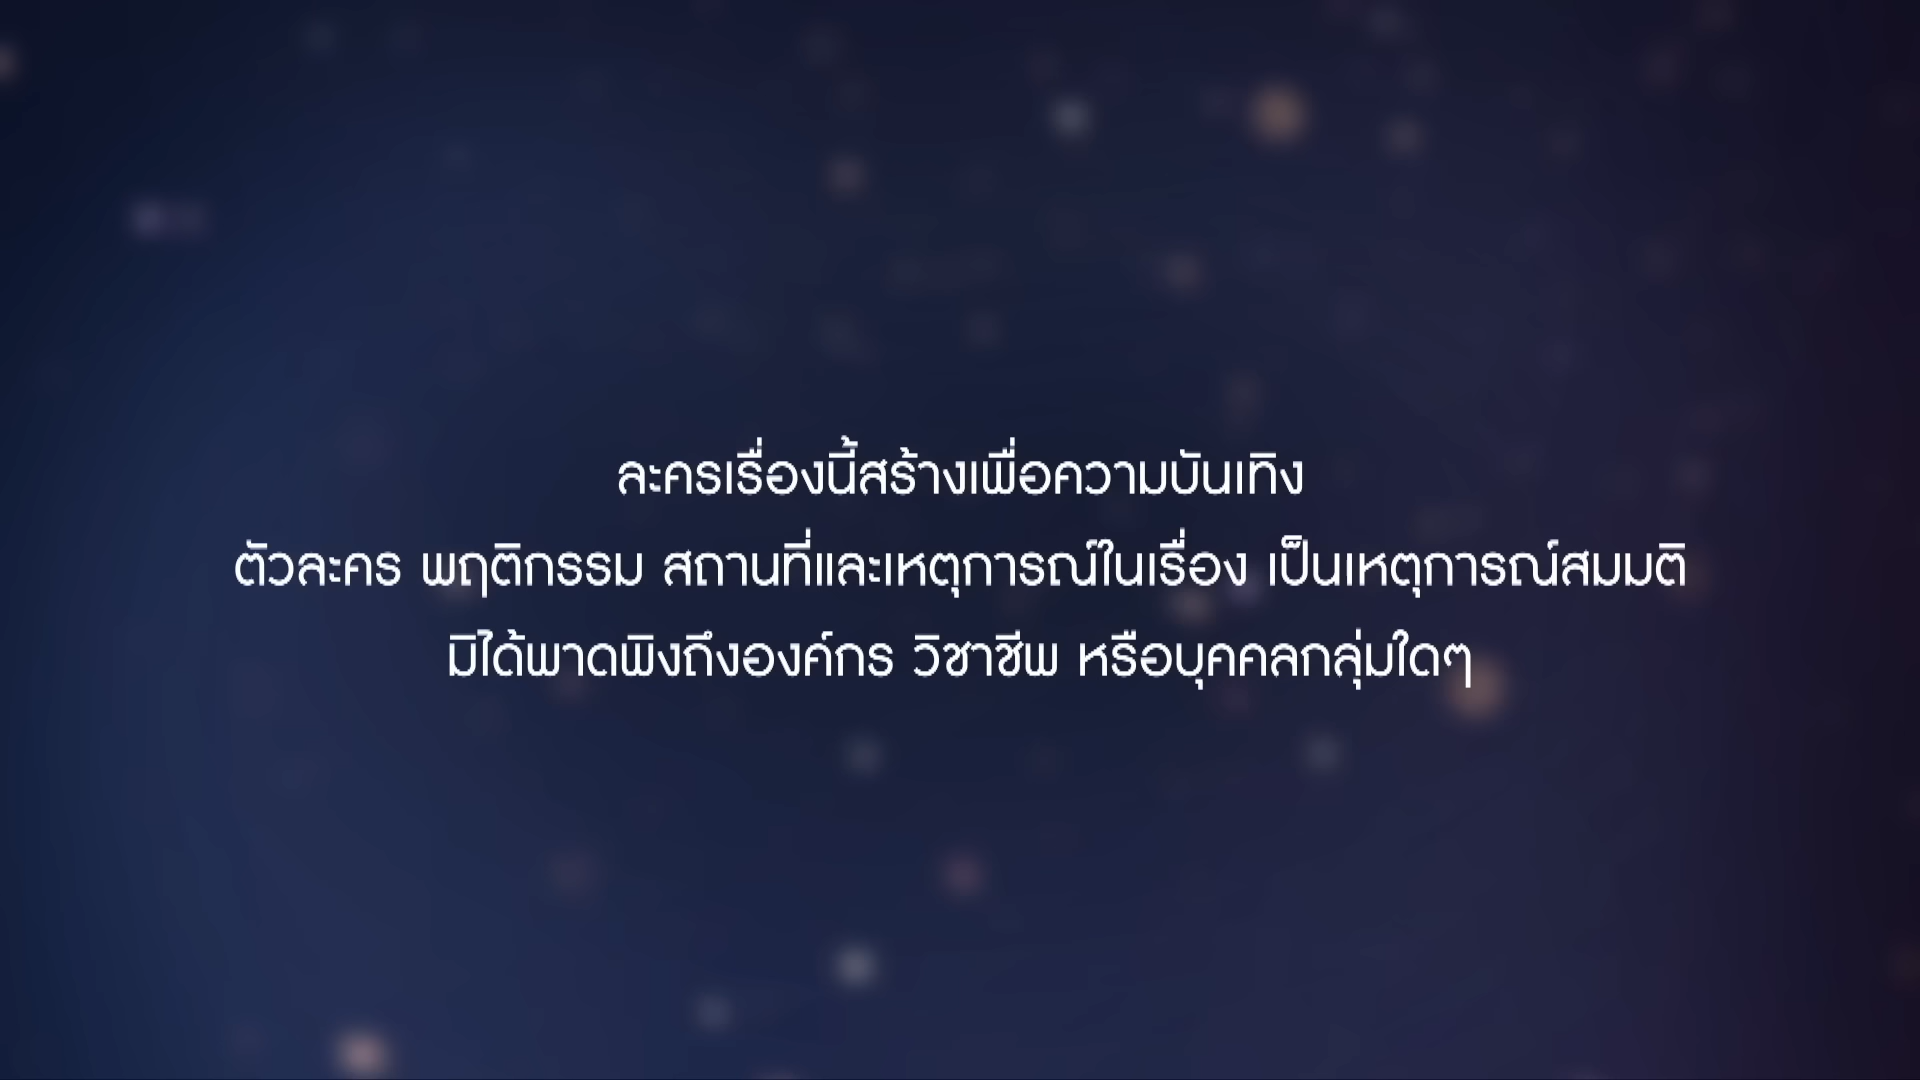 ละครเรื่องนี้สร้างเพื่อความบันเทิง
ตัวละคร พฤติกรรม สถานที่และเหตุการณ์ในเรื่อง เป็นเหตุการณ์สมมติ
มิได้พาดพิงถึงองค์กร วิชาชีพ หรือบุคคลกลุ่มใดๆ